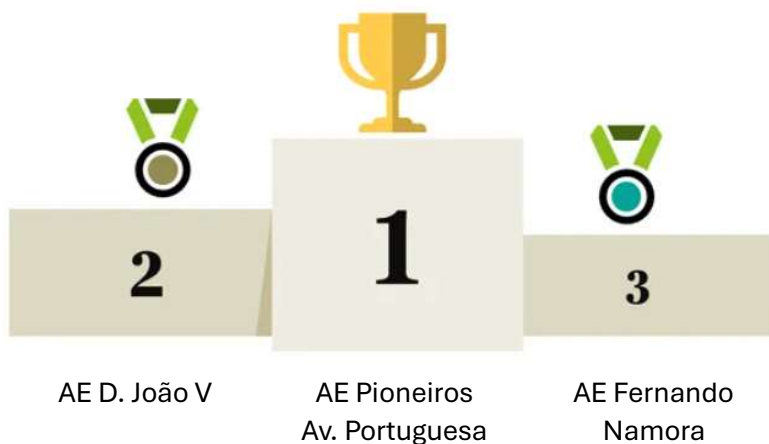 2
1
3
AE D. João V
AE Pioneiros
Av. Portuguesa
AE Fernando
Namora